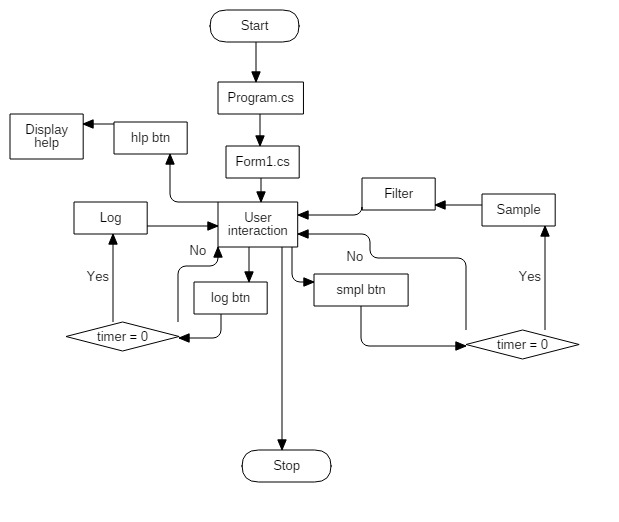 Start
Program.cs
Display
help
hlp btn
Form1.cs
Filter
Sample
Log
User
interaction
No
No
Yes
Yes
smpl btn
log btn
timer = 0
timer = 0
Stop